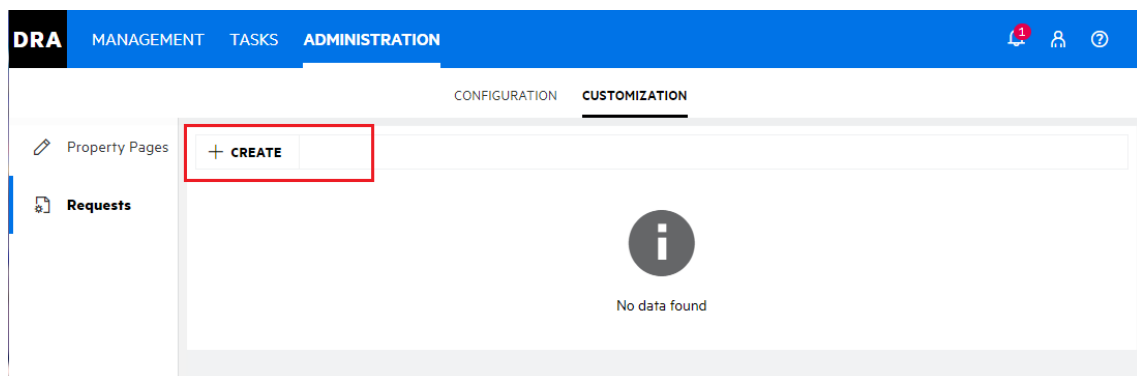 DRA MANAGEMENT TASKS ADMINISTRATION 1
CONFIGURATION CUSTOMIZATION
Property Pages
+ CREATE
Requests
No data found